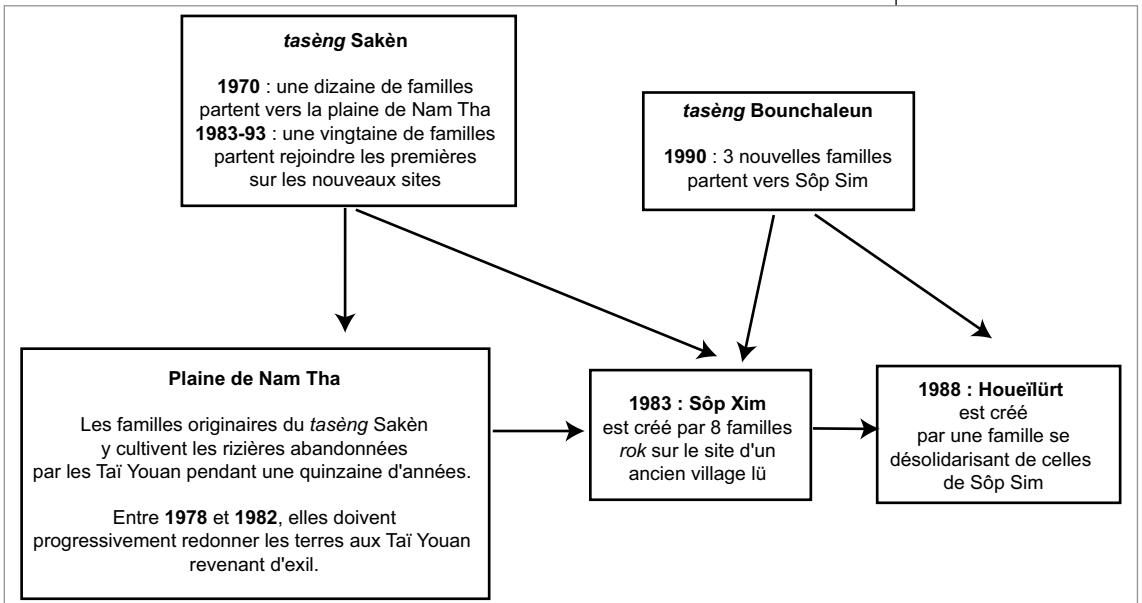 tasèng Sakèn
1970 : une dizaine de familles
partent vers la plaine de Nam Tha
1983-93 : une vingtaine de familles
partent rejoindre les premières
sur les nouveaux sites
tasèng Bounchaleun
1990 : 3 nouvelles familles
partent vers Sôp Sim
Plaine de Nam Tha
Les familles originaires du tasèng Sakèn
y cultivent les rizières abandonnées
par les Taï Youan pendant une quinzaine d'années.
Entre 1978 et 1982, elles doivent
progressivement redonner les terres aux Taï Youan
revenant d'exil.
1983 : Sôp Xim
est créé par 8 familles
rok sur le site d'un
ancien village lü
1988 : Houeïlürt
est créé
par une famille se
désolidarisant de celles
de Sôp Sim